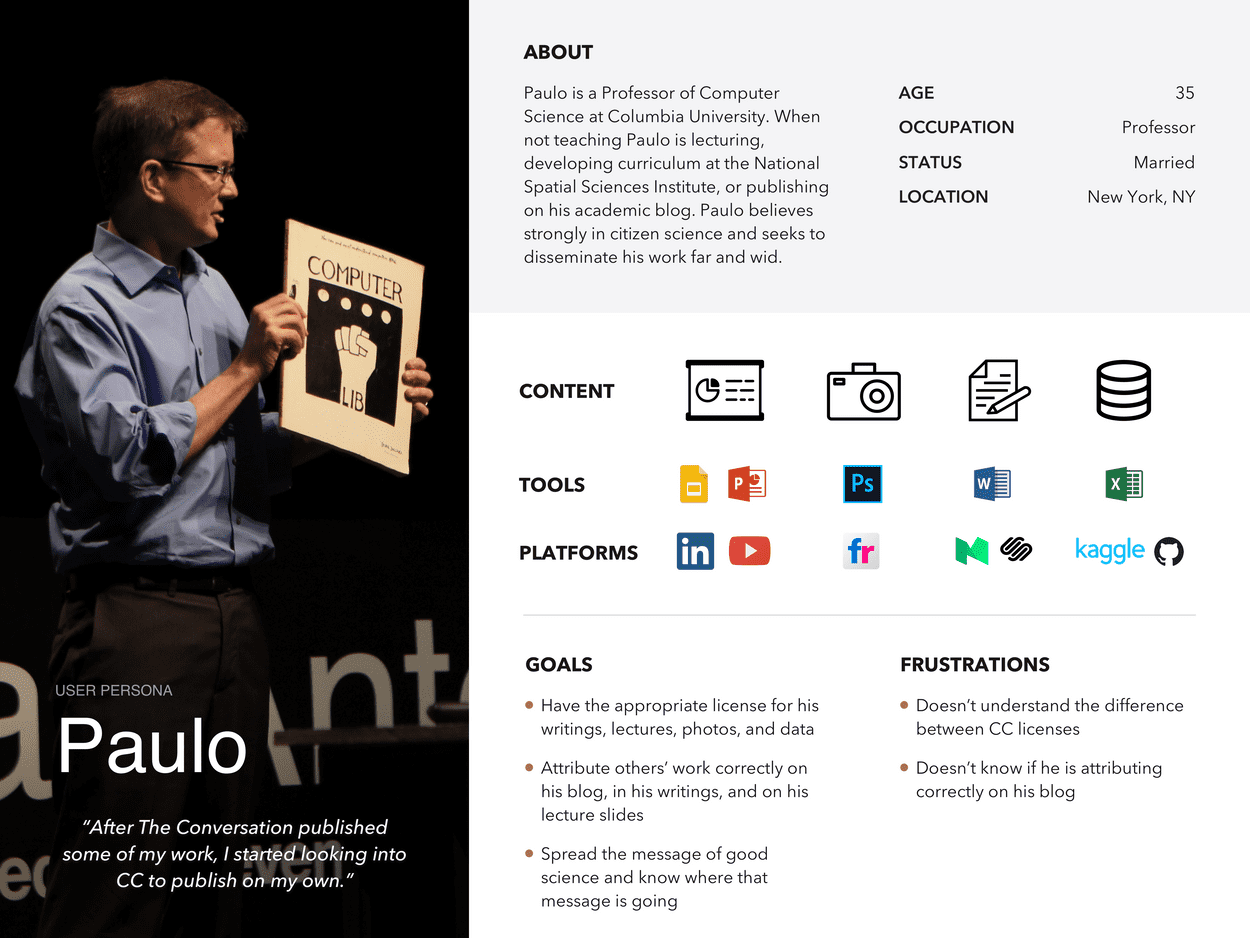 ABOUT
Paulo is a Professor of Computer
Science at Columbia University. When
not teaching Paulo is lecturing,
developing curriculum at the National
Spatial Sciences Institute, or publishing
on his academic blog. Paulo believes
strongly in citizen science and seeks to
disseminate his work far and wid.
AGE 35
OCCUPATION Professor
STATUS Married
LOCATION New York, NY
COMPUTER
LIB
CONTENT
TOOLS
P
Ps
W
X
PLATFORMS
in
fr
kaggle
GOALS
Have the appropriate license for his
writings, lectures, photos, and data
Attribute others’ work correctly on
his blog, in his writings, and on his
lecture slides
Spread the message of good
science and know where that
message is going
FRUSTRATIONS
Doesn’t understand the difference
between CC licenses
Doesn’t know if he is attributing
correctly on his blog
a Anto
USER PERSONA
Paulo
“After The Conversation published
some of my work, I started looking into
CC to publish on my own.”